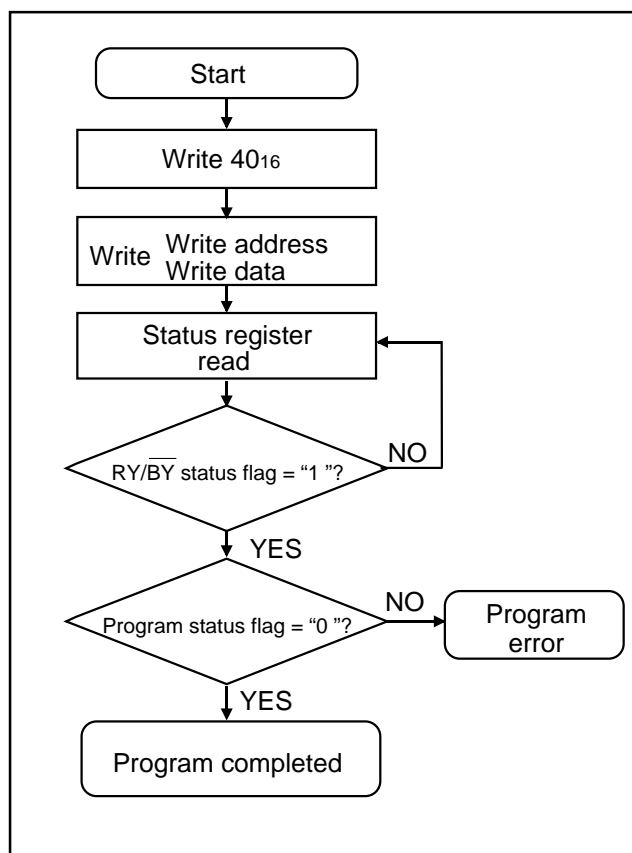 Start
Write 40₁₆
Write Write address
Write data
Status register
read
NO
RY/B̅Y̅ status flag = “1 ”?
YES
NO
Program status flag = “0 ”?
Program
error
YES
Program completed